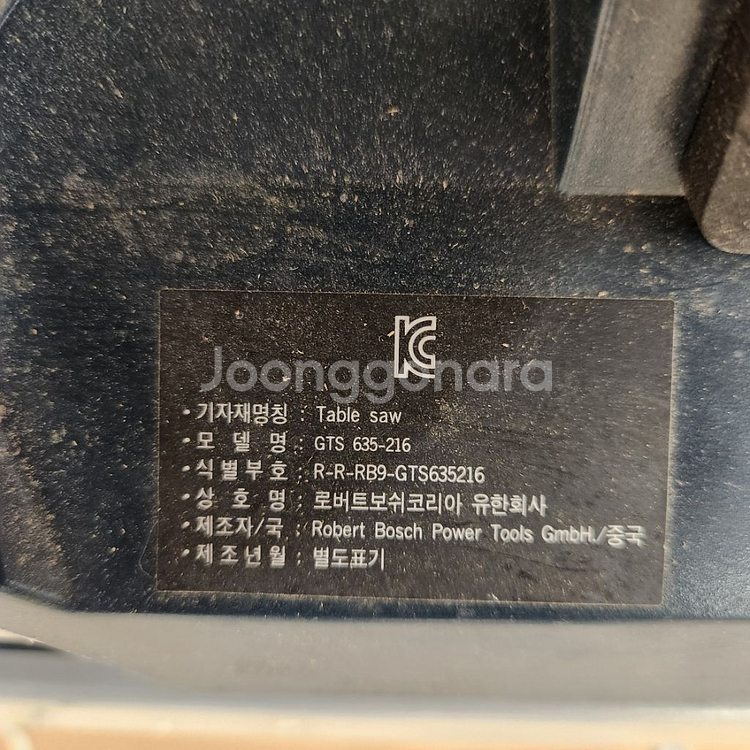 KC
Joonggonara
· 기자재명칭 : Table saw
· 모 델 명 : GTS 635-216
· 식별부호 : R-R-RB9-GTS635216
· 상 호 명 : 로버트보쉬코리아 유한회사
· 제조자/국 : Robert Bosch Power Tools GmbH./중국
· 제조년월 : 별도표기